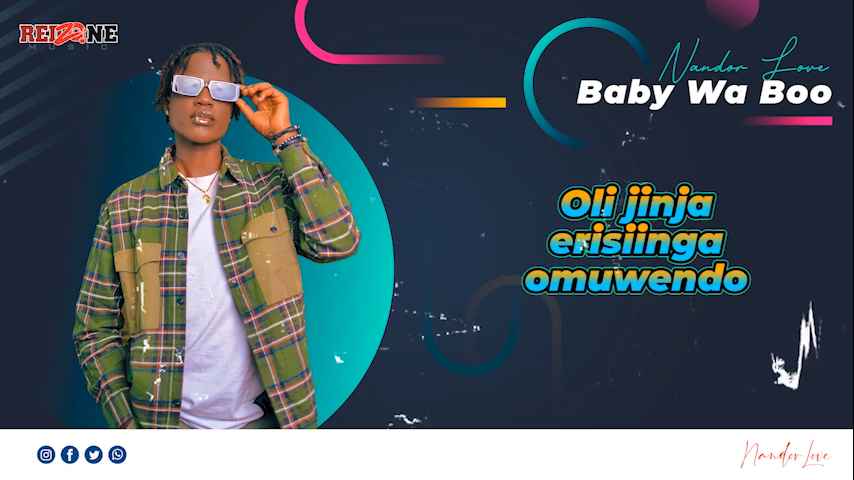 REDZONE
MUSIC
Nandor Love
Baby Wa Boo
Oli jinja
erisiinga
omuwendo
Nandor Love